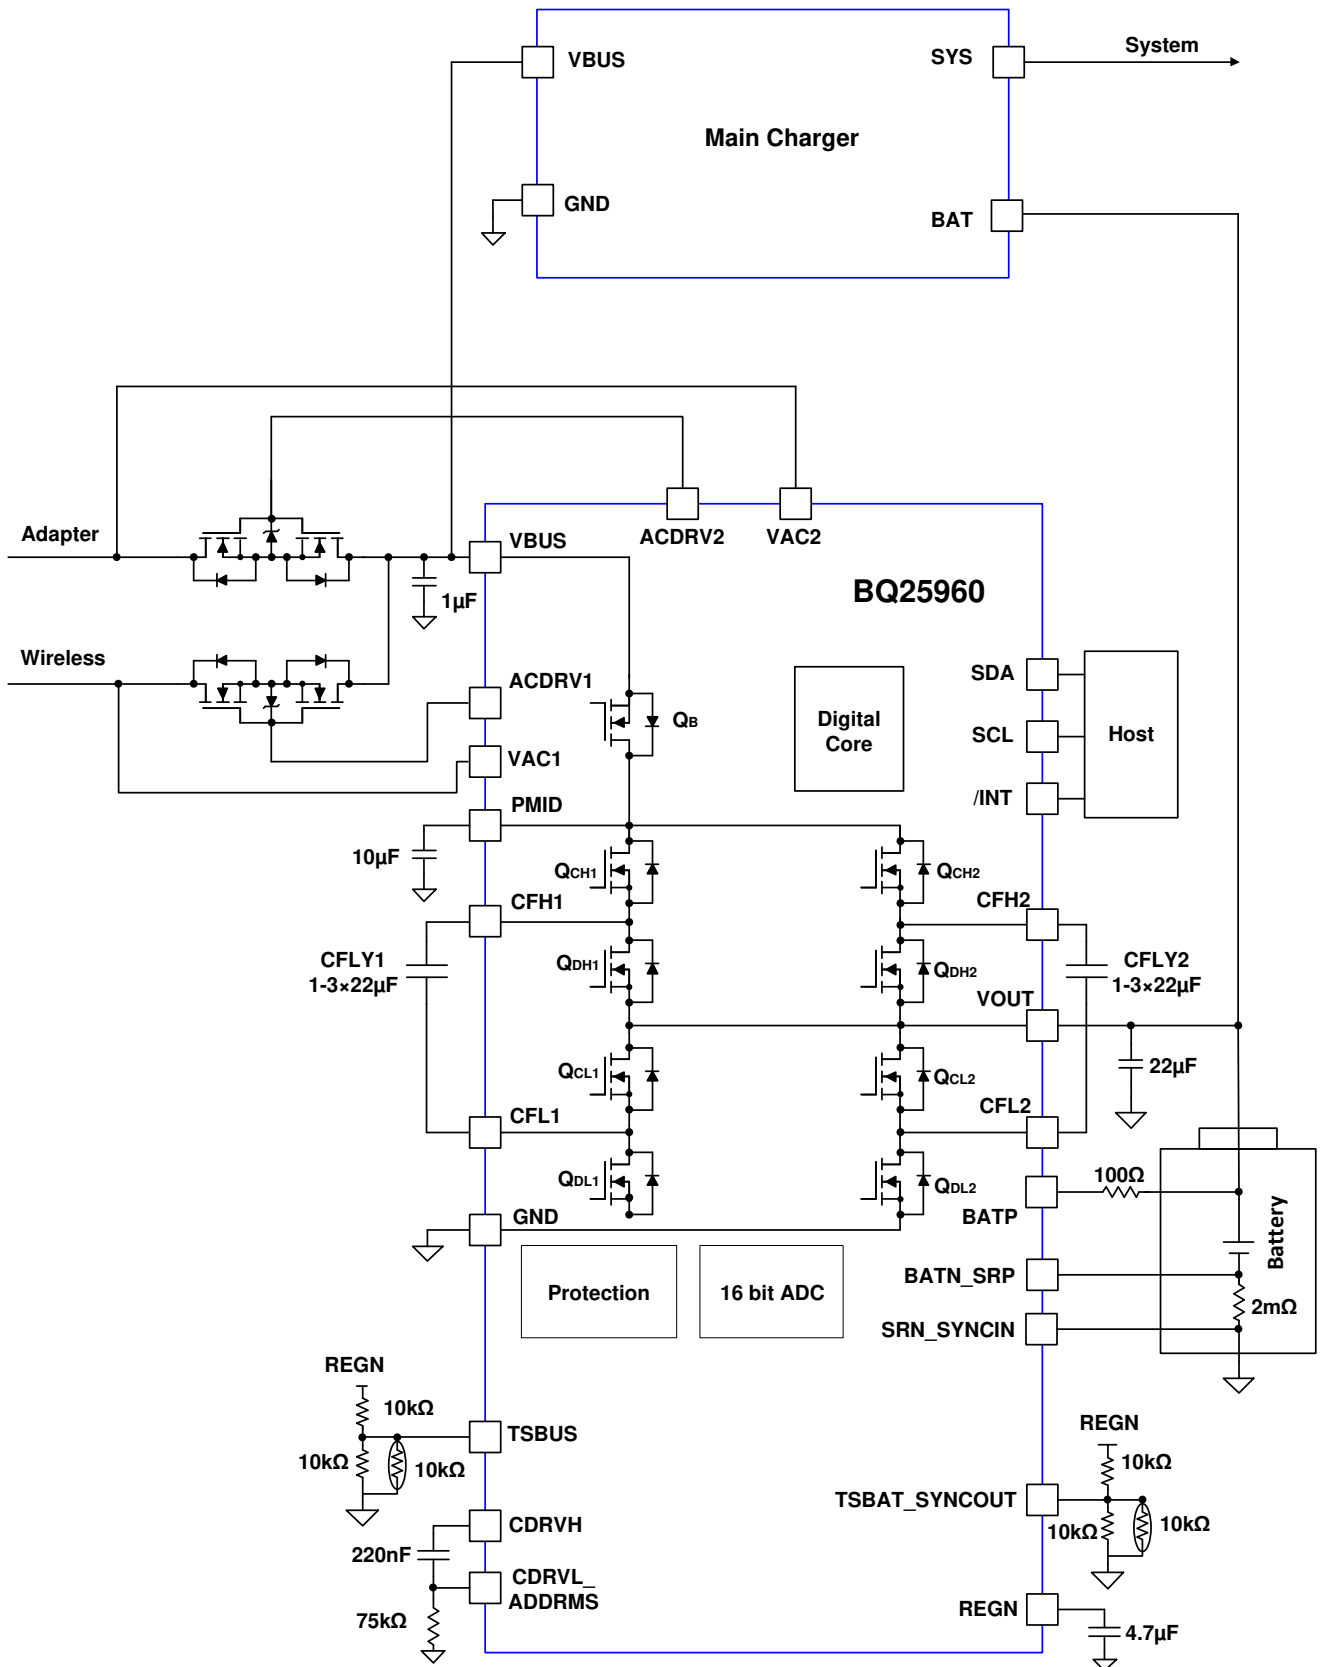 VBUS
SYS
System
Main Charger
GND
BAT
Adapter
VBUS
ACDRV2
VAC2
BQ25960
1µF
Wireless
ACDRV1
QB
Digital
Core
SDA
SCL
Host
VAC1
/INT
PMID
10µF
QCH1
QCH2
CFH1
CFH2
CFLY1
1-3×22µF
QDH1
QDH2
CFLY2
1-3×22µF
VOUT
QCL1
QCL2
22µF
CFL1
CFL2
QDL1
QDL2
100Ω
BATP
GND
Battery
BATN_SRP
2mΩ
Protection
16 bit ADC
SRN_SYNCIN
REGN
10kΩ
TSBUS
10kΩ
10kΩ
REGN
10kΩ
TSBAT_SYNCOUT
10kΩ
10kΩ
CDRVH
220nF
CDRVL_
ADDRMS
75kΩ
REGN
4.7µF